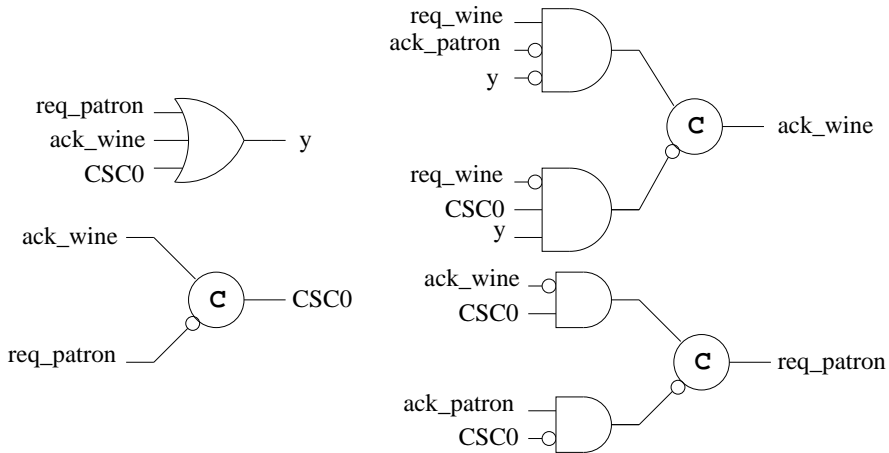 req_patron
ack_wine
CSC0
y
ack_wine
req_patron
C
CSC0
req_wine
ack_patron
y
req_wine
CSC0
y
C
ack_wine
ack_wine
CSC0
ack_patron
CSC0
C
req_patron